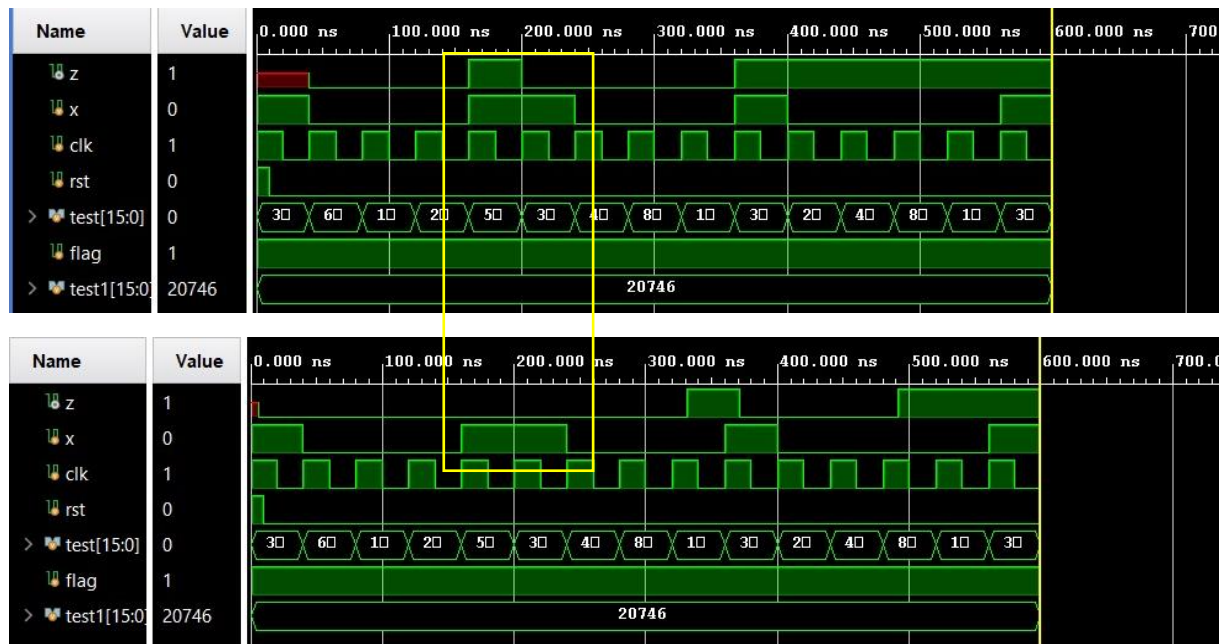 Name Value 0.000 ns 100.000 ns 200.000 ns 300.000 ns 400.000 ns 500.000 ns 600.000 ns 700
z 1
x 0
clk 1
rst 0
test[15:0] 0 3□ 6□ 1□ 2□ 5□ 3□ 4□ 8□ 1□ 3□ 2□ 4□ 8□ 1□ 3□
flag 1
test1[15:0] 20746 20746
Name Value 0.000 ns 100.000 ns 200.000 ns 300.000 ns 400.000 ns 500.000 ns 600.000 ns 700.0
z 1
x 0
clk 1
rst 0
test[15:0] 0 3□ 6□ 1□ 2□ 5□ 3□ 4□ 8□ 1□ 3□ 2□ 4□ 8□ 1□ 3□
flag 1
test1[15:0] 20746 20746